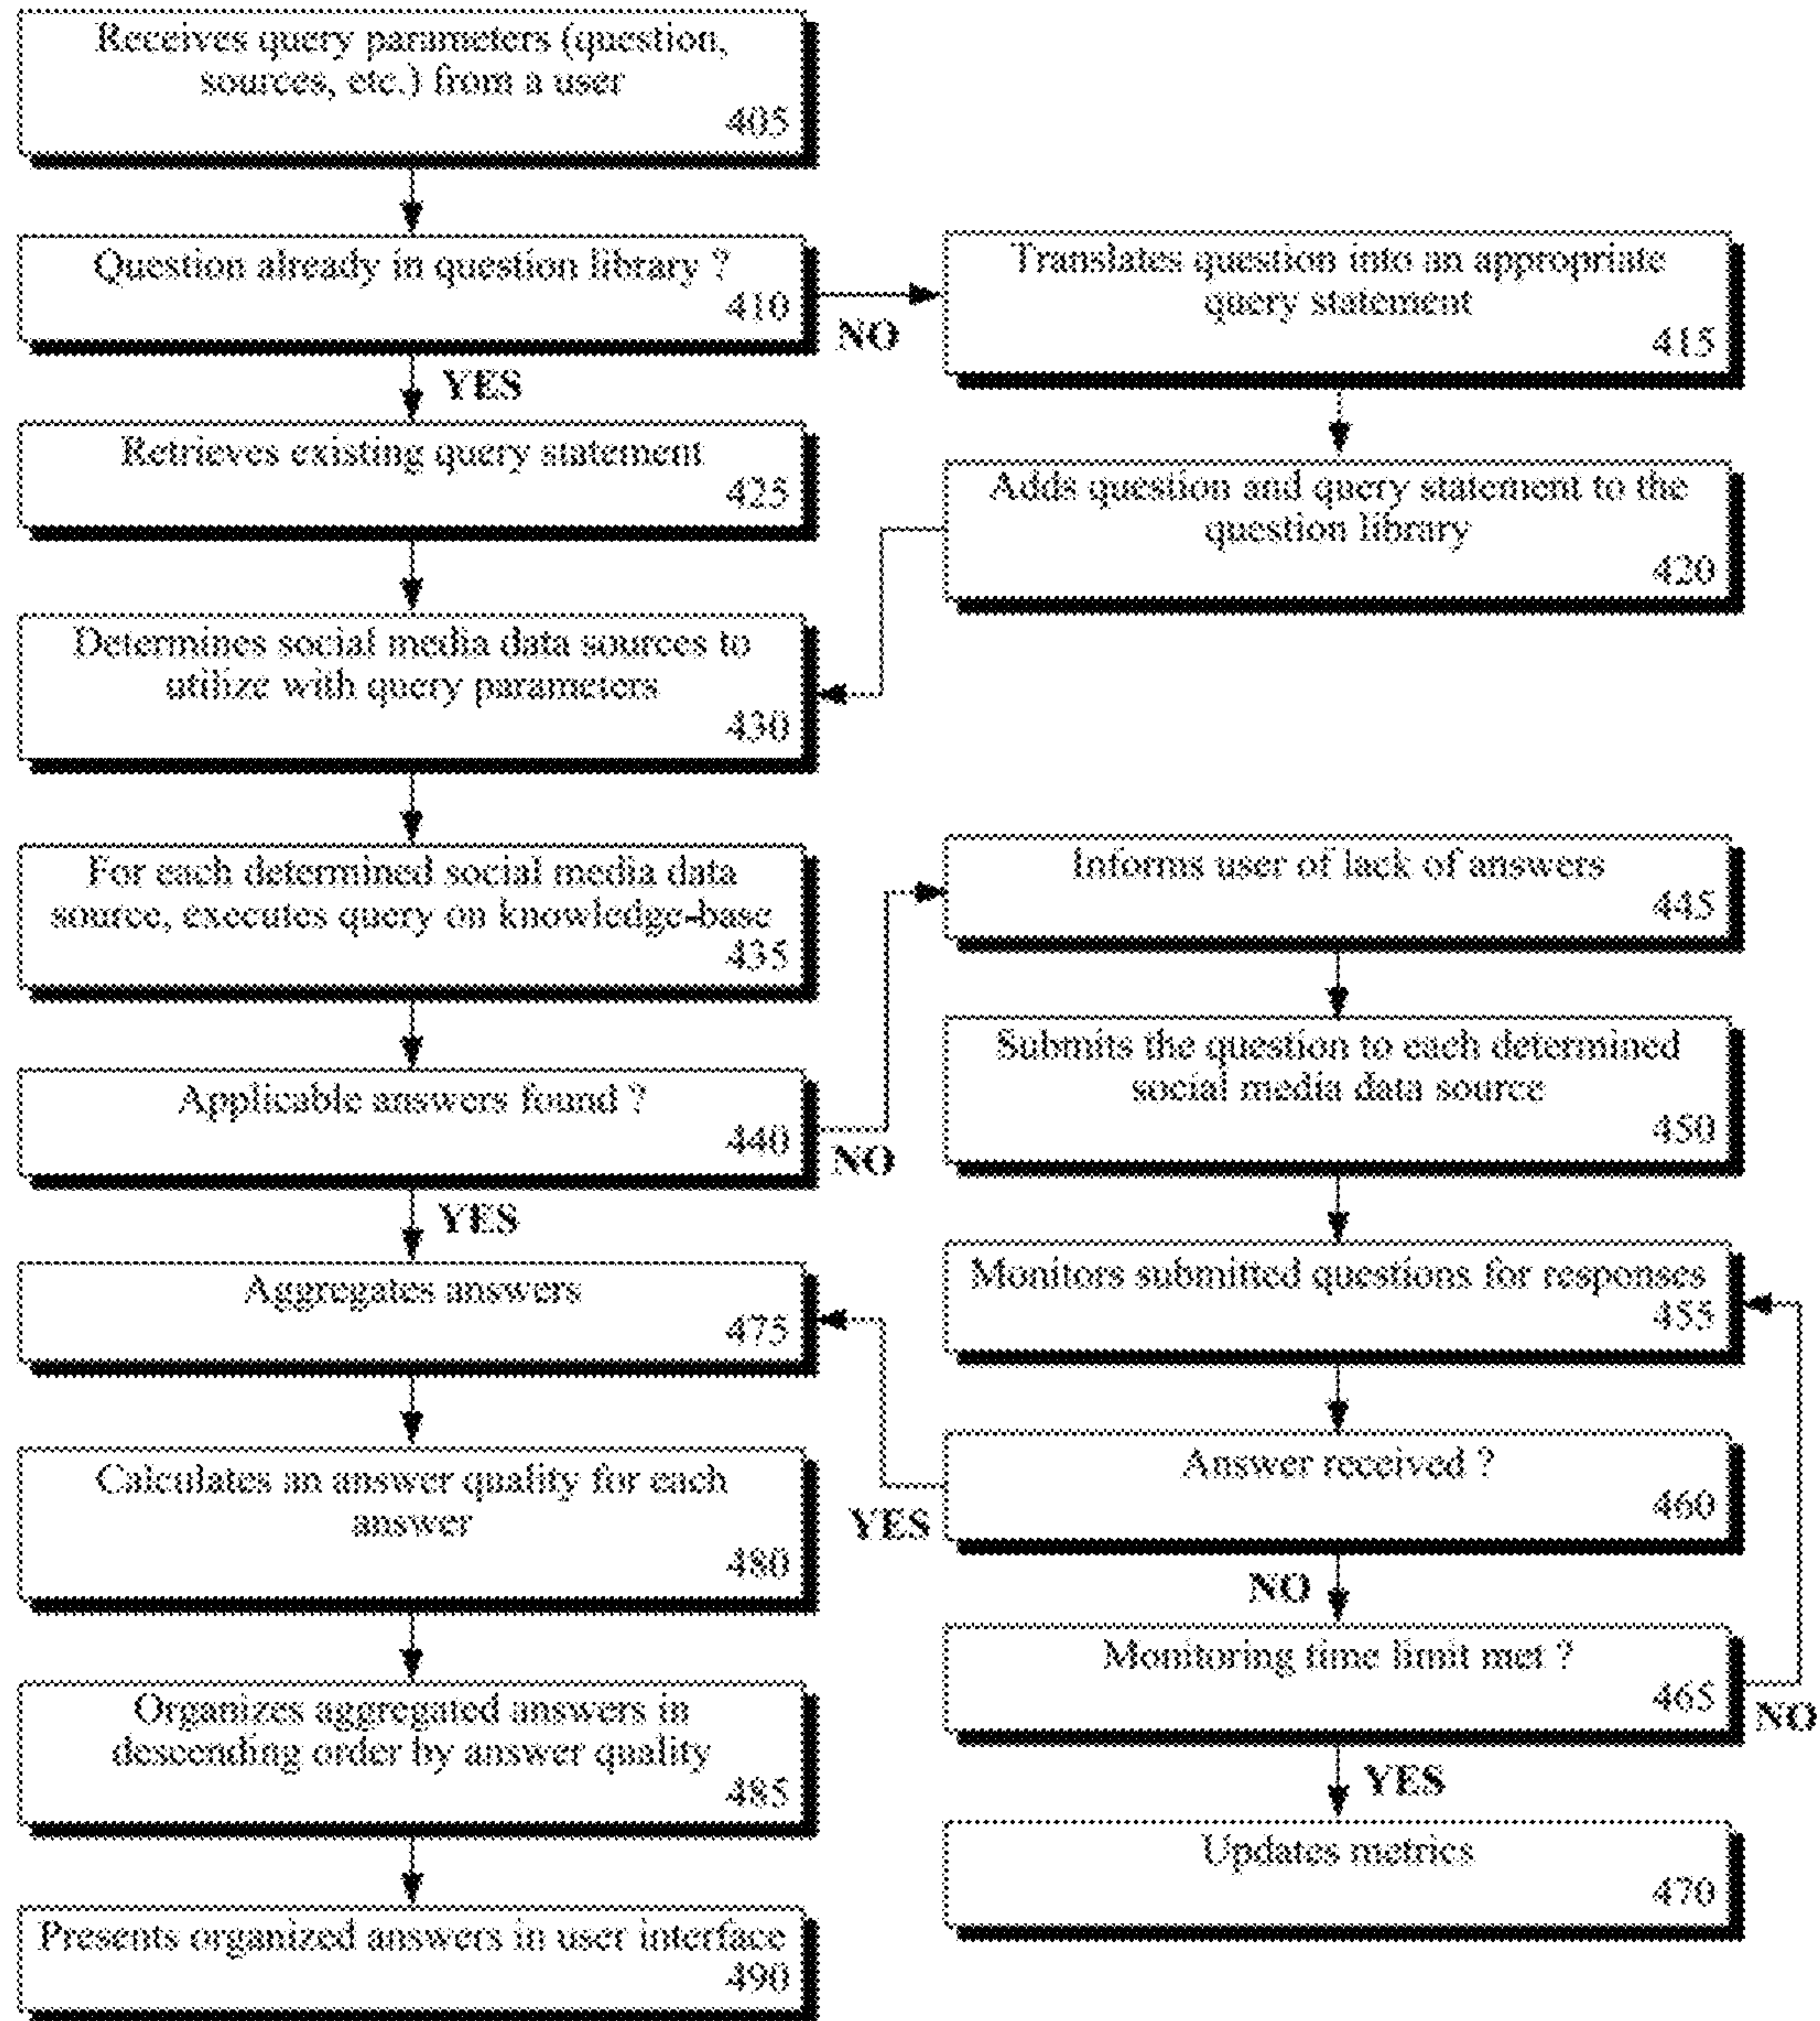 Receives query parameters (question,
sources, etc.) from a user
405
Question already in question library ?
410
NO
YES
Translates question into an appropriate
query statement
415
Retrieves existing query statement
425
Adds question and query statement to the
question library
420
Determines social media data sources to
utilize with query parameters
430
For each determined social media data
source, executes query on knowledge-base
435
Applicable answers found ?
440
NO
YES
Informs user of lack of answers
445
Submits the question to each determined
social media data source
450
Monitors submitted questions for responses
455
Answer received ?
460
YES
NO
Monitoring time limit met ?
465
NO
YES
Updates metrics
470
Aggregates answers
475
Calculates an answer quality for each
answer
480
Organizes aggregated answers in
descending order by answer quality
485
Presents organized answers in user interface
490